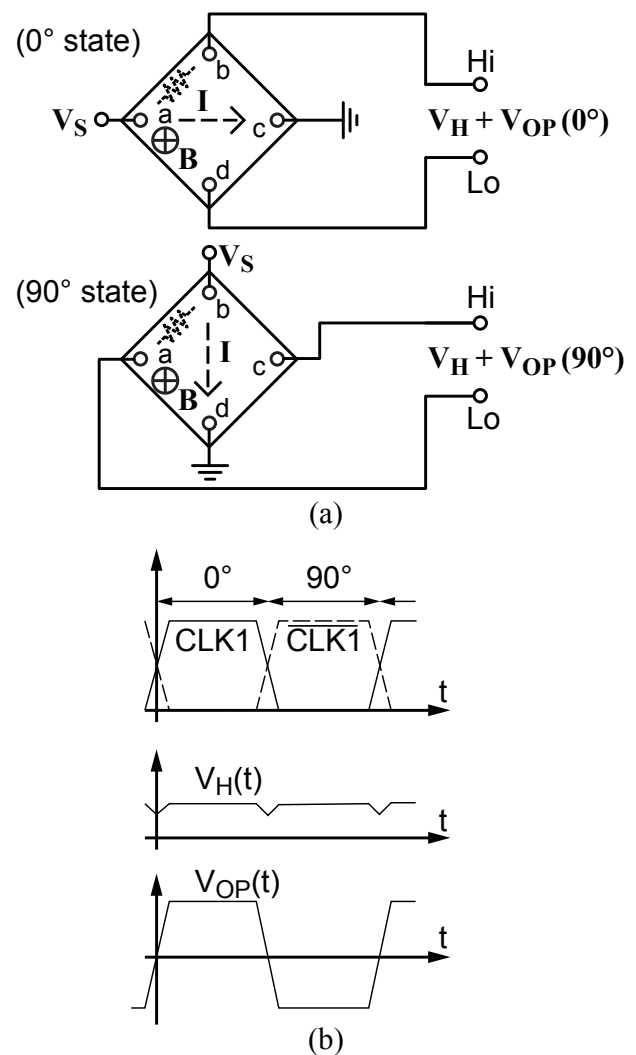 (0° state)
b
Hi
I
V_S
a
c
V_H + V_OP (0°)
B
d
Lo
V_S
(90° state)
b
Hi
I
a
c
V_H + V_OP (90°)
B
d
Lo
(a)
0° 90°
CLK1 C̅L̅K̅1̅
t
V_H(t)
t
V_OP(t)
t
(b)